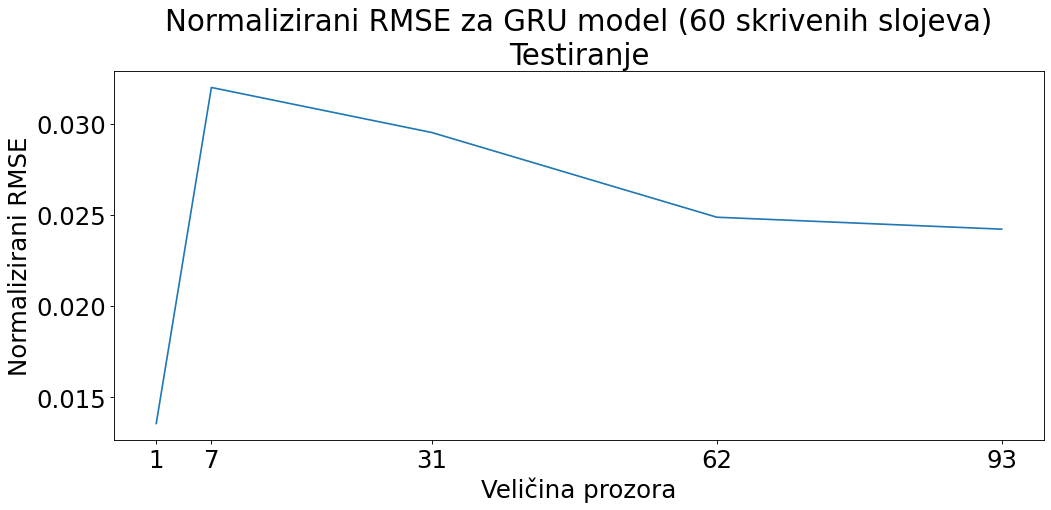 Normalizirani RMSE za GRU model (60 skrivenih slojeva)
Testiranje
Normalizirani RMSE
0.030
0.025
0.020
0.015
1 7 31 62 93
Veličina prozora